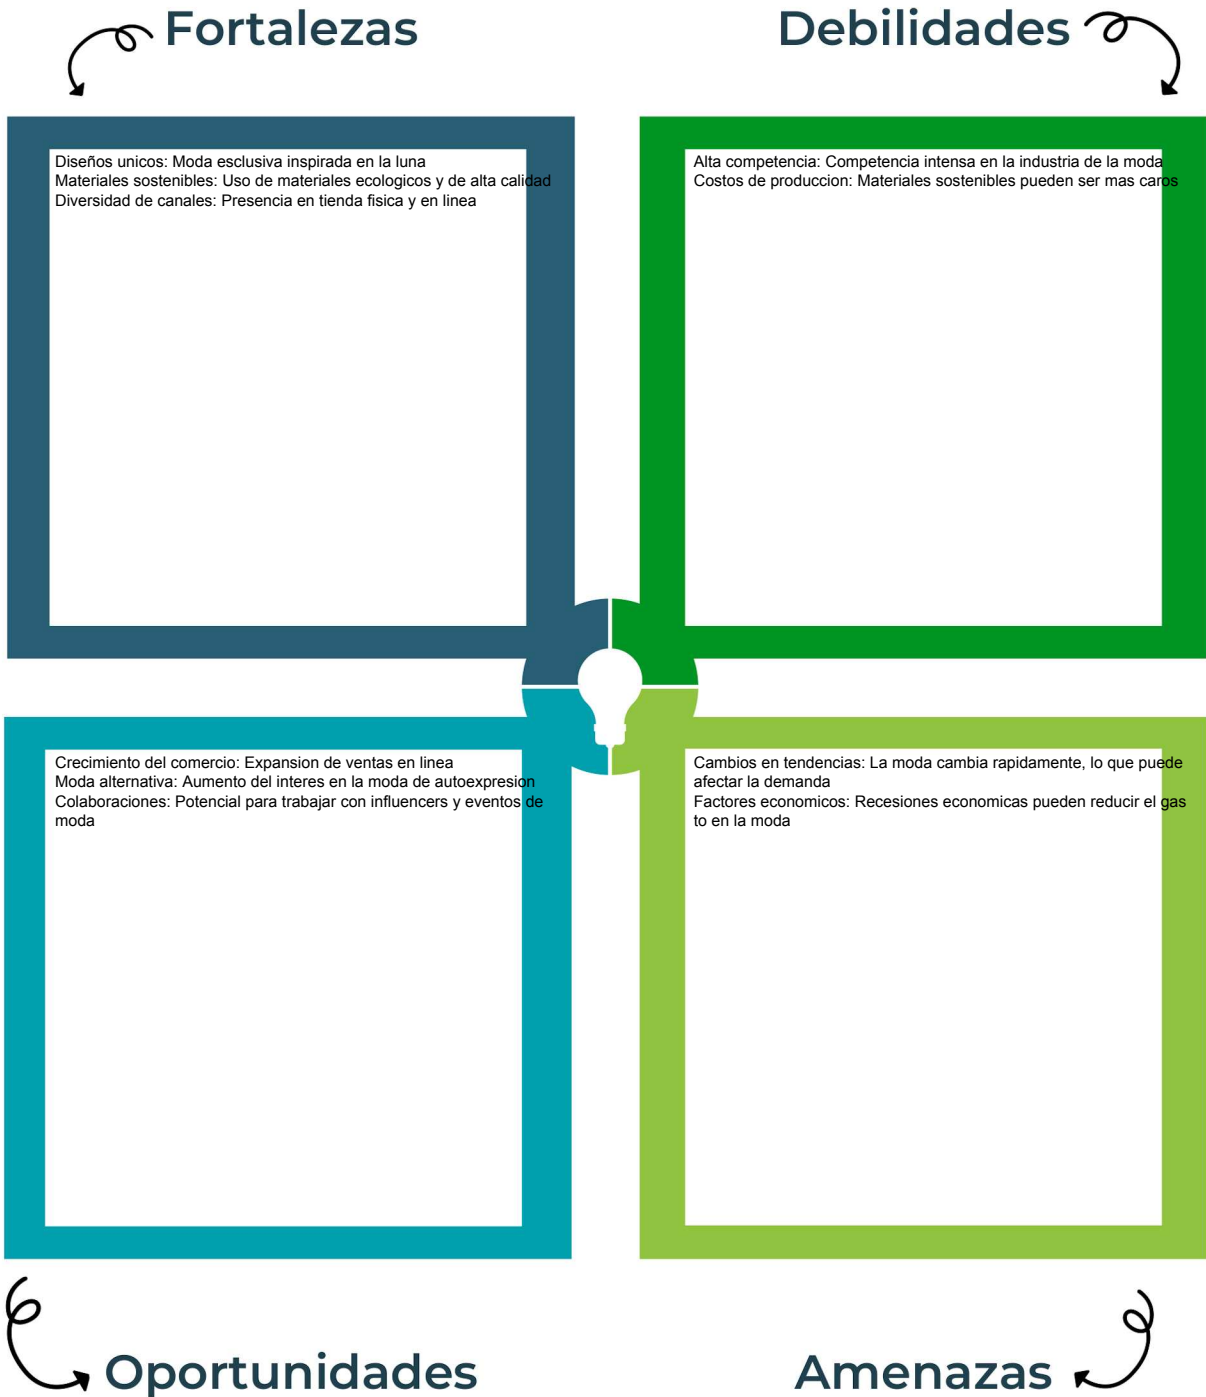 Fortalezas
Diseños unicos: Moda esclusiva inspirada en la luna
Materiales sostenibles: Uso de materiales ecologicos y de alta calidad
Diversidad de canales: Presencia en tienda fisica y en linea
Debilidades
Alta competencia: Competencia intensa en la industria de la moda
Costos de produccion: Materiales sostenibles pueden ser mas caros
Crecimiento del comercio: Expansion de ventas en linea
Moda alternativa: Aumento del interes en la moda de autoexpresion
Colaboraciones: Potencial para trabajar con influencers y eventos de
moda
Oportunidades
Cambios en tendencias: La moda cambia rapidamente, lo que puede
afectar la demanda
Factores economicos: Recesiones economicas pueden reducir el gas
to en la moda
Amenazas